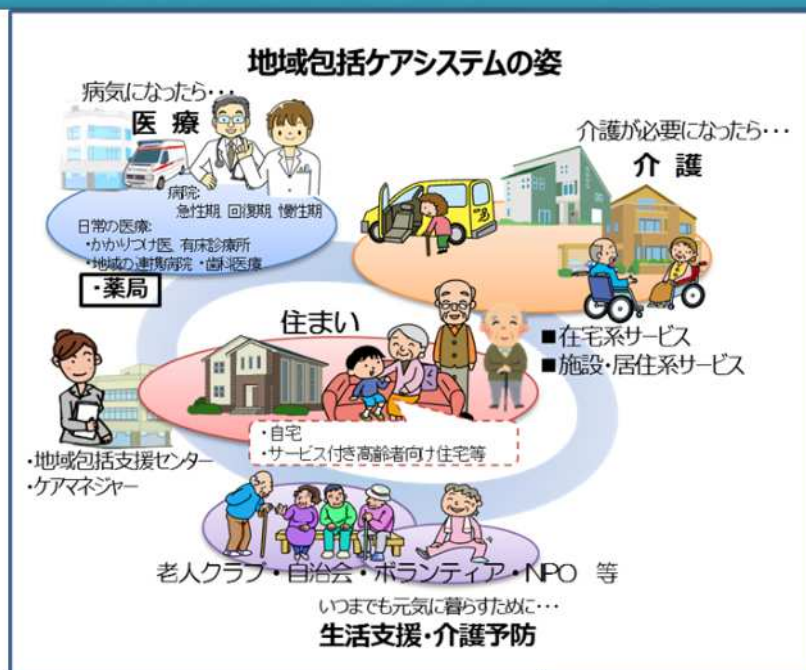 地域包括ケアシステムの姿
病気になったら･･･
医 療
病院:
急性期, 回復期, 慢性期
日常の医療:
・かかりつけ医, 有床診療所
・地域の連携病院 ・歯科医療
・薬局
介護が必要になったら･･･
介 護
■在宅系サービス
■施設・居住系サービス
住まい
・自宅
・サービス付き高齢者向け住宅等
・地域包括支援センター
・ケアマネジャー
老人クラブ・自治会・ボランティア・NPO 等
いつまでも元気に暮らすために･･･
生活支援・介護予防